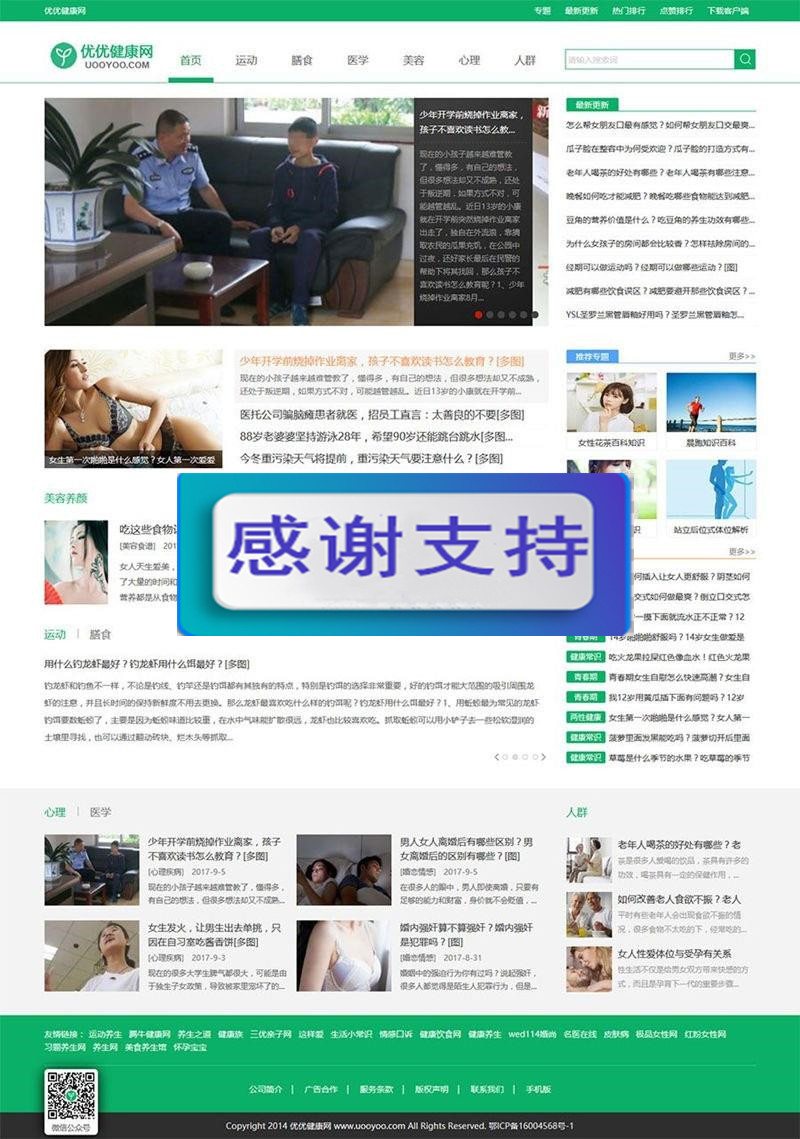 优优健康网
专题 最新更新 热门排行 点赞排行 下载客户端
优优健康网
UOOYOO.COM
首页 运动 膳食 医学 美容 心理 人群
请输入搜索词
少年开学前烧掉作业离家，
孩子不喜欢读书怎么教...
现在的小孩子越来越难管教
了，懂得多，有自己的想法，
但很多想法却又不成熟，还处
于叛逆期，如果方式不对，可
能越管越乱。近日13岁的小康
就在开学前突然烧掉作业离家
出走了，独自在外流浪，靠摘
取农民的瓜果充饥，在公园中
过夜，还好家长最后在民警的
帮助下将其找回，那么孩子不
喜欢读书怎么教育呢？1、少年
烧掉作业离家8月...
最新更新
怎么帮女朋友口最有感觉？如何帮女朋友口交最爽...
瓜子脸在整容中为何受欢迎？瓜子脸的打造方式有...
老年人喝茶的好处有哪些？老年人喝茶有哪些注意...
晚餐如何吃才能减肥？晚餐吃哪些食物能达到减肥...
豆角的营养价值是什么？吃豆角的养生功效有哪些...
为什么女孩子的房间都会比较香？怎样祛除房间的...
经期可以做运动吗？经期可以做哪些运动？[图]
减肥有哪些饮食误区？减肥要避开那些饮食误区？...
YSL圣罗兰黑管唇釉好用吗？圣罗兰黑管唇釉怎...
女生第一次啪啪是什么感觉？女人第一次爱爱
少年开学前烧掉作业离家，孩子不喜欢读书怎么教育？[多图]
现在的小孩子越来越难管教了，懂得多，有自己的想法，但很多想法却又不成熟，
还处于叛逆期，如果方式不对，可能越管越乱。近日13岁的小康就在开学前...
医托公司骗脑瘫患者就医，招员工直言：太善良的不要[多图]
88岁老婆婆坚持游泳28年，希望90岁还能跳台跳水[多图...
今冬重污染天气将提前，重污染天气要注意什么？[多图]
推荐专题 更多>>
女性花茶百科知识 晨跑知识百科
识 站立后位式体位解析
美容养颜
吃这些食物
[美容食谱] 201
女人天生爱美，
了大量的时间和
营养都是从食物
感谢支持
更多>>
何插入让女人更舒服？阴茎如何
交式如何做最爽？倒立口交式怎
一摸下面就流水正不正常？12
青春期 14岁啪啪舒服吗？14岁女生做爱是
健康常识 吃火龙果拉屎红色像血水！红色火龙果
青春期 青春期女生自慰怎么快速高潮？女生自
青春期 我12岁用黄瓜插下面有问题吗？12岁
两性健康 女生第一次啪啪是什么感觉？女人第一
健康常识 菠萝里面发黑能吃吗？菠萝切开后里面
健康常识 草莓是什么季节的水果？吃草莓的季节
运动 膳食
用什么钓龙虾最好？钓龙虾用什么饵最好？[多图]
钓龙虾和钓鱼不一样，不论是钓线、钓竿还是钓饵都有其独有的特点，特别是钓饵的选择非常重要，好的钓饵才能大范围的吸引周围龙
虾的注意，并且长时间的保持新鲜度不用去更换。那么龙虾最喜欢吃什么样的钓饵呢？钓龙虾用什么饵最好？1、用蚯蚓最为常见的龙虾
钓饵要数蚯蚓了，主要是因为蚯蚓味道比较重，在水中气味能扩散很远，龙虾也比较喜欢吃。抓取蚯蚓可以用小铲子去一些松软湿润的
土壤里寻找，也可以通过翻动砖块、烂木头等抓取...
心理 医学
少年开学前烧掉作业离家，孩子
不喜欢读书怎么教育？[多图]
[心理疾病] 2017-9-5
现在的小孩子越来越难管教了，懂得多，
有自己的想法，但很多想法却又不成熟...
男人女人离婚后有哪些区别？男
女离婚后的区别有哪些？[图]
[婚恋情感] 2017-9-5
在很多人的眼中，男人即使离婚，只要有
足够的能力和财富，身价就不会贬值，...
女生发火，让男生出去单挑，只
因在自习室吃酱香饼[多图]
[心理疾病] 2017-9-3
现在的很多大学生脾气都很大，可能是由
于独生子女政策，导致被家里宠坏了的...
婚内强奸算不算强奸？婚内强奸
是犯罪吗？[图]
[婚恋情感] 2017-8-31
婚姻中的强迫行为你有过吗？说起强奸，
很多人都觉得是陌生人犯罪行为，但是...
人群
老年人喝茶的好处有哪些？老
茶是很多人爱喝的饮品，茶具有许多的
功效，喝茶具有一定的保健作用，...
如何改善老人食欲不振？老人
平时有些老年人会出现食欲不振的情
况，很多食物不太吃的下，经常吃的...
女人性爱体位与受孕有关系
性生活不仅是给男女双方带来快感的方
式，而且是孕育下一代的重要步骤...
友情链接： 运动养生 腾牛健康网 养生之道 健康族 三优亲子网 这样爱 生活小常识 情感口诉 健康饮食网 健康养生 wed114婚尚 名医在线 皮肤病 极品女性网 红粉女性网
习题养生网 养生网 美食养生馆 怀孕宝宝
公司简介 | 广告合作 | 服务条款 | 版权声明 | 联系我们 | 手机版
微信公众号
Copyright 2014 优优健康网 www.uooyoo.com All Rights Reserved. 鄂ICP备16004568号-1